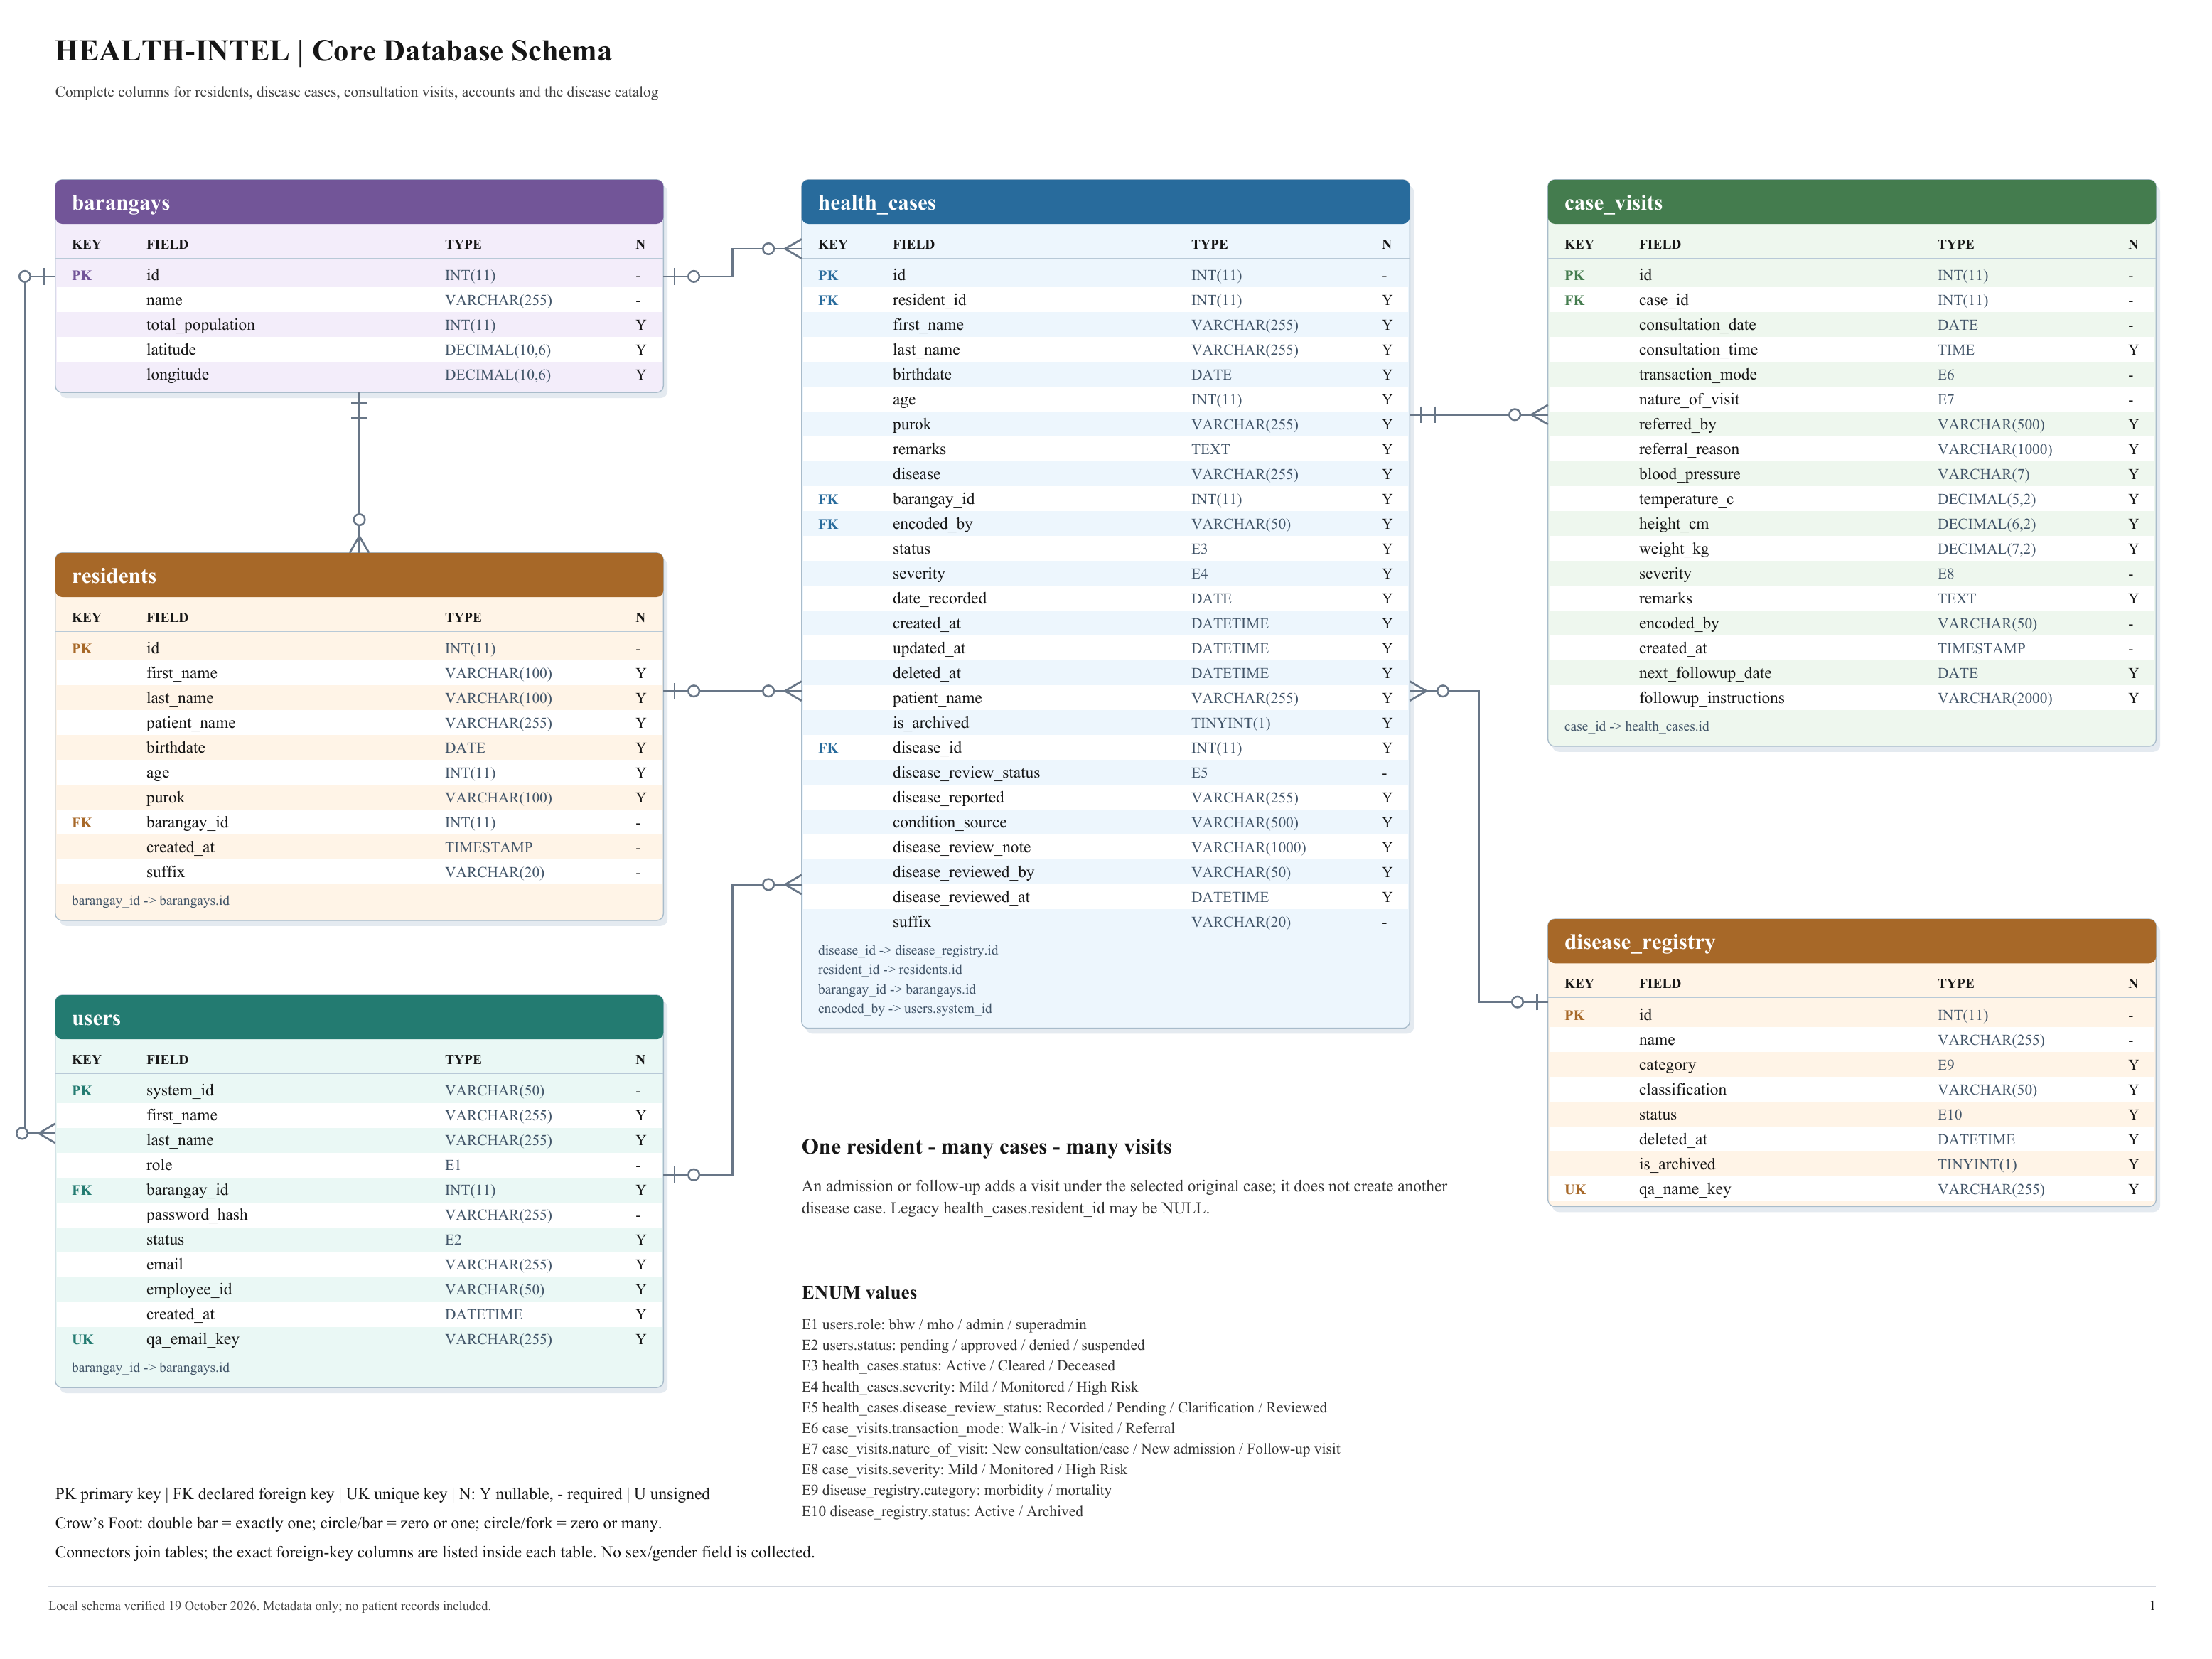 HEALTH-INTEL | Core Database Schema
Complete columns for residents, disease cases, consultation visits, accounts and the disease catalog
barangays
KEY FIELD TYPE N
PK id INT(11) -
name VARCHAR(255) -
total_population INT(11) Y
latitude DECIMAL(10,6) Y
longitude DECIMAL(10,6) Y
residents
KEY FIELD TYPE N
PK id INT(11) -
first_name VARCHAR(100) Y
last_name VARCHAR(100) Y
patient_name VARCHAR(255) Y
birthdate DATE Y
age INT(11) Y
purok VARCHAR(100) Y
FK barangay_id INT(11) -
created_at TIMESTAMP -
suffix VARCHAR(20) -
barangay_id -> barangays.id
users
KEY FIELD TYPE N
PK system_id VARCHAR(50) -
first_name VARCHAR(255) Y
last_name VARCHAR(255) Y
role E1 -
FK barangay_id INT(11) Y
password_hash VARCHAR(255) -
status E2 Y
email VARCHAR(255) Y
employee_id VARCHAR(50) Y
created_at DATETIME Y
UK qa_email_key VARCHAR(255) Y
barangay_id -> barangays.id
health_cases
KEY FIELD TYPE N
PK id INT(11) -
FK resident_id INT(11) Y
first_name VARCHAR(255) Y
last_name VARCHAR(255) Y
birthdate DATE Y
age INT(11) Y
purok VARCHAR(255) Y
remarks TEXT Y
disease VARCHAR(255) Y
FK barangay_id INT(11) Y
FK encoded_by VARCHAR(50) Y
status E3 Y
severity E4 Y
date_recorded DATE Y
created_at DATETIME Y
updated_at DATETIME Y
deleted_at DATETIME Y
patient_name VARCHAR(255) Y
is_archived TINYINT(1) Y
FK disease_id INT(11) Y
disease_review_status E5 -
disease_reported VARCHAR(255) Y
condition_source VARCHAR(500) Y
disease_review_note VARCHAR(1000) Y
disease_reviewed_by VARCHAR(50) Y
disease_reviewed_at DATETIME Y
suffix VARCHAR(20) -
disease_id -> disease_registry.id
resident_id -> residents.id
barangay_id -> barangays.id
encoded_by -> users.system_id
case_visits
KEY FIELD TYPE N
PK id INT(11) -
FK case_id INT(11) -
consultation_date DATE -
consultation_time TIME Y
transaction_mode E6 -
nature_of_visit E7 -
referred_by VARCHAR(500) Y
referral_reason VARCHAR(1000) Y
blood_pressure VARCHAR(7) Y
temperature_c DECIMAL(5,2) Y
height_cm DECIMAL(6,2) Y
weight_kg DECIMAL(7,2) Y
severity E8 -
remarks TEXT Y
encoded_by VARCHAR(50) -
created_at TIMESTAMP -
next_followup_date DATE Y
followup_instructions VARCHAR(2000) Y
case_id -> health_cases.id
disease_registry
KEY FIELD TYPE N
PK id INT(11) -
name VARCHAR(255) -
category E9 Y
classification VARCHAR(50) Y
status E10 Y
deleted_at DATETIME Y
is_archived TINYINT(1) Y
UK qa_name_key VARCHAR(255) Y
One resident - many cases - many visits
An admission or follow-up adds a visit under the selected original case; it does not create another
disease case. Legacy health_cases.resident_id may be NULL.
ENUM values
E1 users.role: bhw / mho / admin / superadmin
E2 users.status: pending / approved / denied / suspended
E3 health_cases.status: Active / Cleared / Deceased
E4 health_cases.severity: Mild / Monitored / High Risk
E5 health_cases.disease_review_status: Recorded / Pending / Clarification / Reviewed
E6 case_visits.transaction_mode: Walk-in / Visited / Referral
E7 case_visits.nature_of_visit: New consultation/case / New admission / Follow-up visit
E8 case_visits.severity: Mild / Monitored / High Risk
E9 disease_registry.category: morbidity / mortality
E10 disease_registry.status: Active / Archived
PK primary key | FK declared foreign key | UK unique key | N: Y nullable, - required | U unsigned
Crow’s Foot: double bar = exactly one; circle/bar = zero or one; circle/fork = zero or many.
Connectors join tables; the exact foreign-key columns are listed inside each table. No sex/gender field is collected.
Local schema verified 19 October 2026. Metadata only; no patient records included.
1